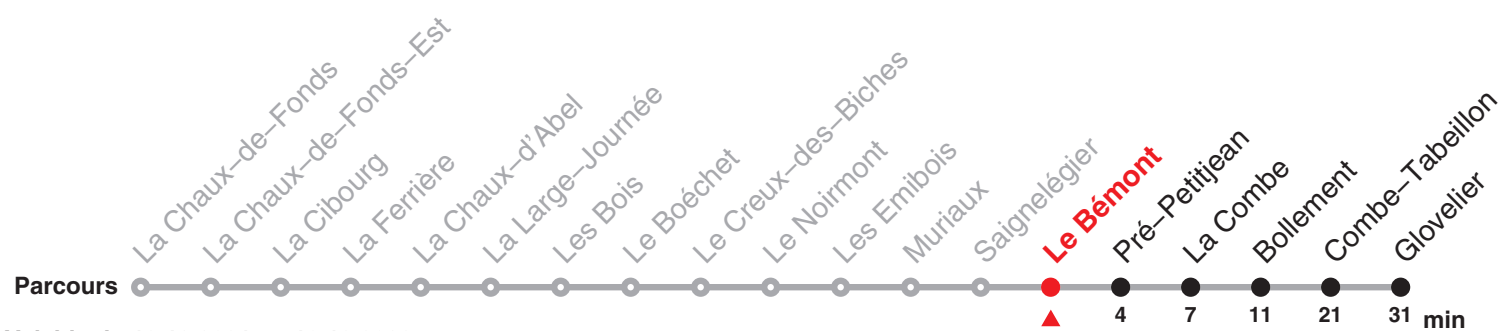 La Chaux–de–Fonds
La Chaux–de–Fonds–Est
La Cibourg
La Ferrière
La Chaux–d'Abel
La Large–Journée
Les Bois
Le Boéchet
Le Creux–des–Biches
Le Noirmont
Les Emibois
Muriaux
Saignelégier
Le Bémont
Pré–Petitjean
La Combe
Bollement
Combe–Tabeillon
Glovelier
Parcours
4 7 11 21 31 min